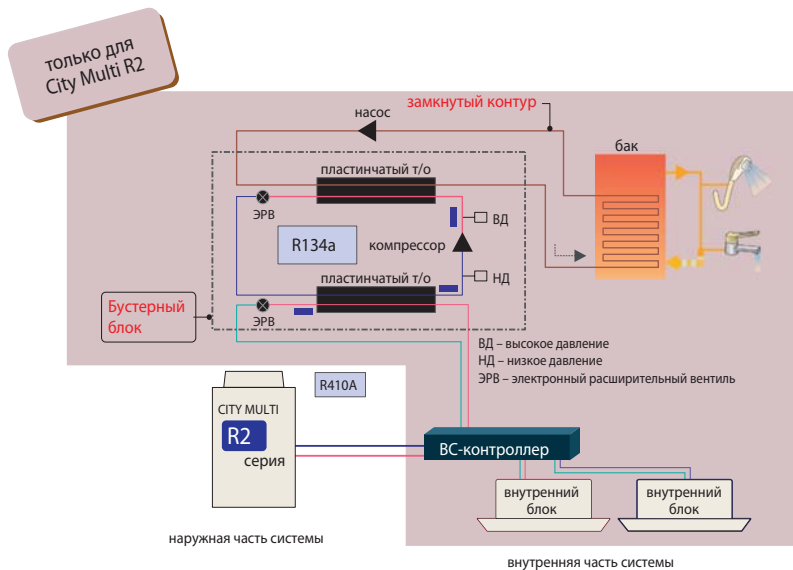 только для
City Multi R2
насос
замкнутый контур
бак
пластинчатый т/о
ЭРВ
ВД
R134a
компрессор
НД
пластинчатый т/о
ЭРВ
Бустерный
блок
ВД – высокое давление
НД – низкое давление
ЭРВ – электронный расширительный вентиль
R410A
CITY MULTI
R2
серия
ВС-контроллер
внутренний
блок
внутренний
блок
наружная часть системы
внутренняя часть системы